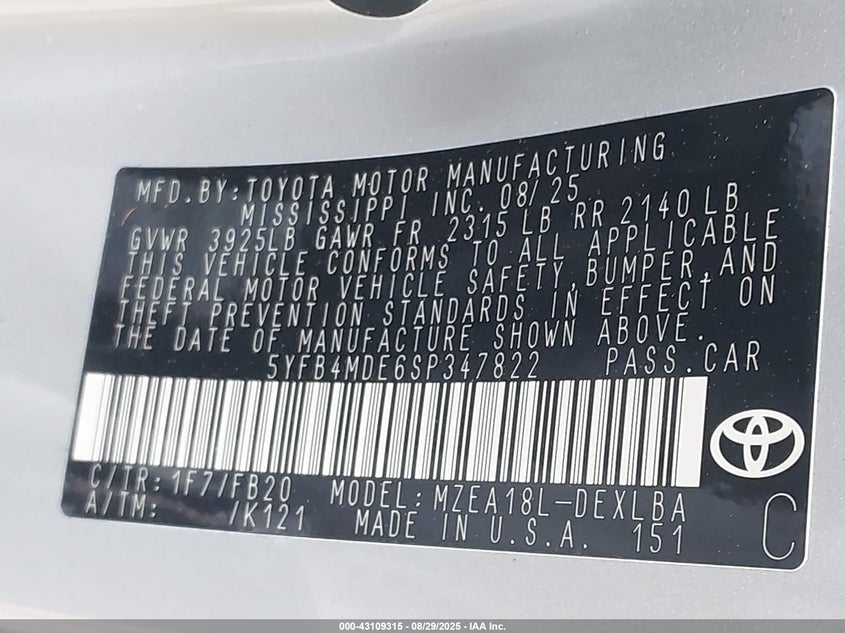 MFD.BY:TOYOTA MOTOR MANUFACTURING
MISSISSIPPI INC. 08/25
GVWR 3925LB GAWR FR 2315 LB RR 2140 LB
THIS VEHICLE CONFORMS TO ALL APPLICABLE
FEDERAL MOTOR VEHICLE SAFETY,BUMPER,AND
THEFT PREVENTION STANDARDS IN EFFECT ON
THE DATE OF MANUFACTURE SHOWN ABOVE.
5YFB4MDE6SP347822 PASS.CAR
C/TR: 1F7/FB20 MODEL: MZEA18L-DEXLBA
A/TM: /K121 MADE IN U.S.A. 151 C
000-43109315 - 08/29/2025 - IAA Inc.